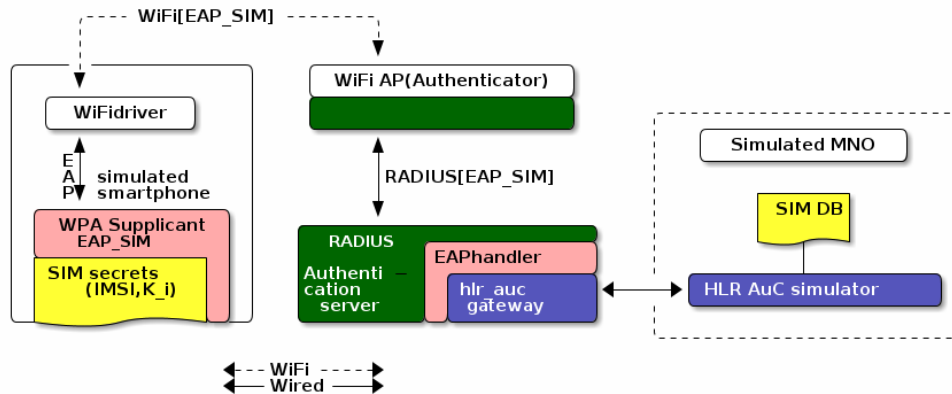 WiFi[EAP_SIM]
WiFi AP(Authenticator)
WiFidriver
E
A
P
simulated
smartphone
RADIUS[EAP_SIM]
Simulated MNO
SIM DB
WPA Supplicant
EAP_SIM
SIM secrets
(IMSI,K_i)
RADIUS
Authenti –
cation
server
EAPhandler
hlr_auc
gateway
HLR AuC simulator
WiFi
Wired